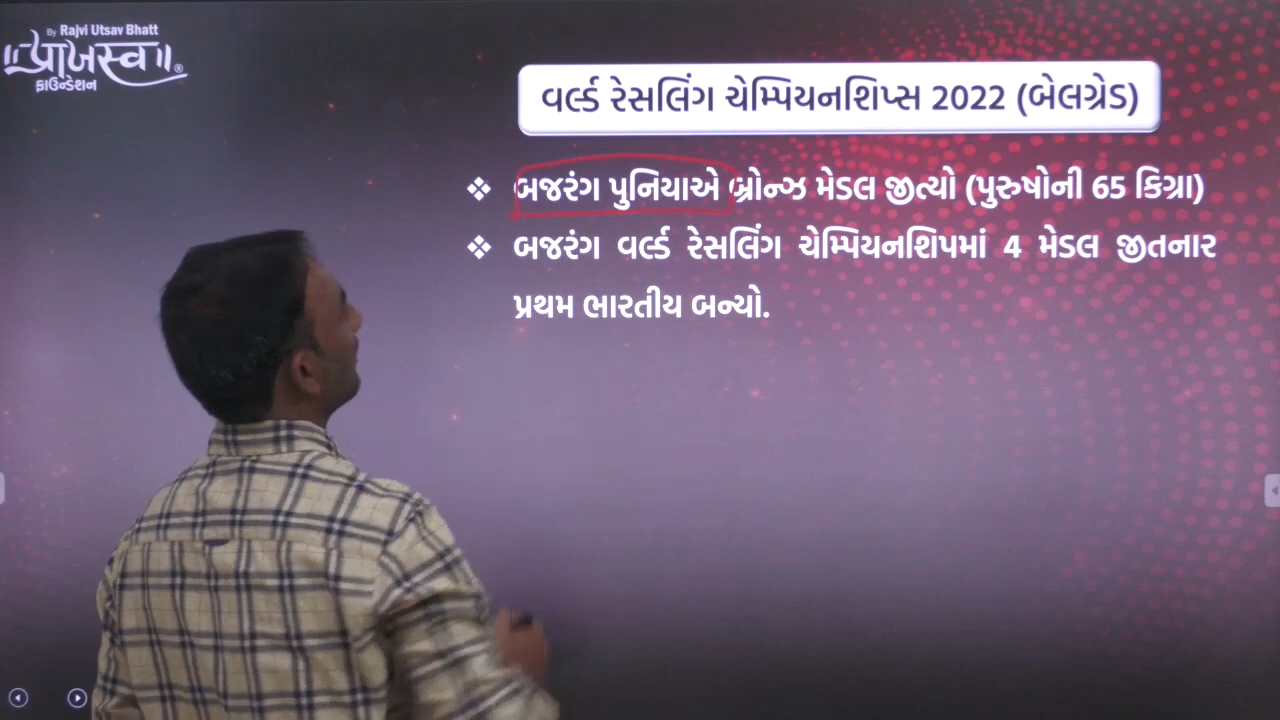 By Rajvi Utsav Bhatt
॥પ્રાખસ્વ॥®
ફાઉન્ડેશન
વર્લ્ડ રેસલિંગ ચેમ્પિયનશિપ્સ 2022 (બેલગ્રેડ)
❖ બજરંગ પુનિયાએ બ્રોન્ઝ મેડલ જીત્યો (પુરુષોની 65 કિગ્રા)
❖ બજરંગ વર્લ્ડ રેસલિંગ ચેમ્પિયનશિપમાં 4 મેડલ જીતનાર
પ્રથમ ભારતીય બન્યો.